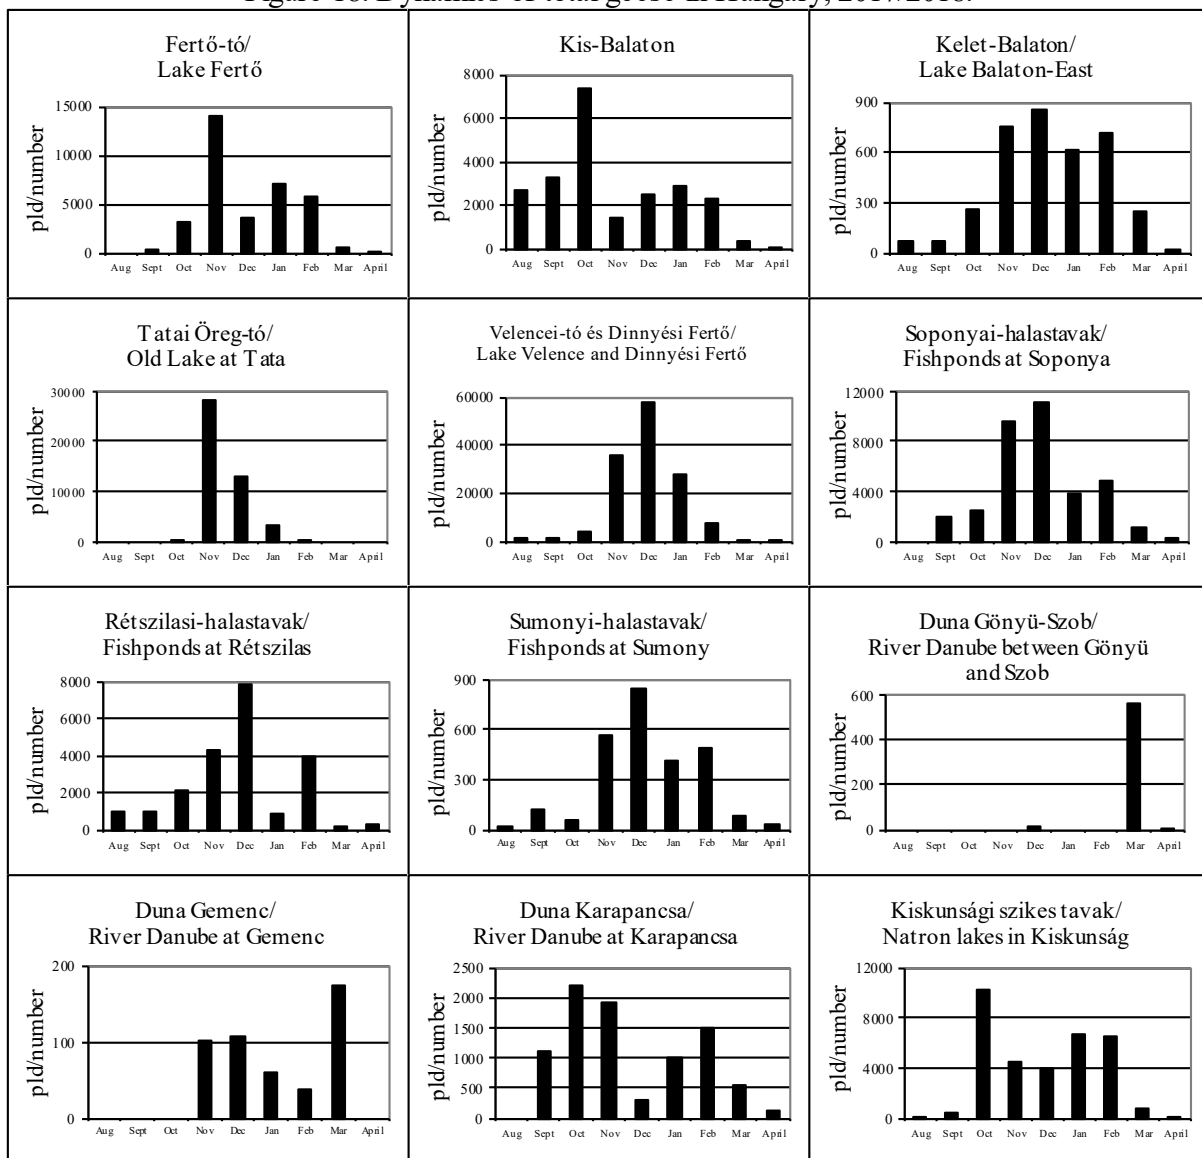 Figure 18. Dynamics of total geese in Hungary, 2017/2018.
Fertő-tó/
Lake Fertő
pld/number
15000
10000
5000
0
Aug Sept Oct Nov Dec Jan Feb Mar April
Kis-Balaton
pld/number
8000
6000
4000
2000
0
Aug Sept Oct Nov Dec Jan Feb Mar April
Kelet-Balaton/
Lake Balaton-East
pld/number
900
600
300
0
Aug Sept Oct Nov Dec Jan Feb Mar April
Tatai Öreg-tó/
Old Lake at Tata
pld/number
30000
20000
10000
0
Aug Sept Oct Nov Dec Jan Feb Mar April
Velencei-tó és Dinnyési Fertő/
Lake Velence and Dinnyési Fertő
pld/number
60000
40000
20000
0
Aug Sept Oct Nov Dec Jan Feb Mar April
Soponyai-halastavak/
Fishponds at Soponya
pld/number
12000
8000
4000
0
Aug Sept Oct Nov Dec Jan Feb Mar April
Rétszilasi-halastavak/
Fishponds at Rétszilas
pld/number
8000
6000
4000
2000
0
Aug Sept Oct Nov Dec Jan Feb Mar April
Sumonyi-halastavak/
Fishponds at Sumony
pld/number
900
600
300
0
Aug Sept Oct Nov Dec Jan Feb Mar April
Duna Gönyü-Szob/
River Danube between Gönyü
and Szob
pld/number
600
400
200
0
Aug Sept Oct Nov Dec Jan Feb Mar April
Duna Gemenc/
River Danube at Gemenc
pld/number
200
100
0
Aug Sept Oct Nov Dec Jan Feb Mar April
Duna Karapancsa/
River Danube at Karapancsa
pld/number
2500
2000
1500
1000
500
0
Aug Sept Oct Nov Dec Jan Feb Mar April
Kiskunsági szikes tavak/
Natron lakes in Kiskunság
pld/number
12000
8000
4000
0
Aug Sept Oct Nov Dec Jan Feb Mar April